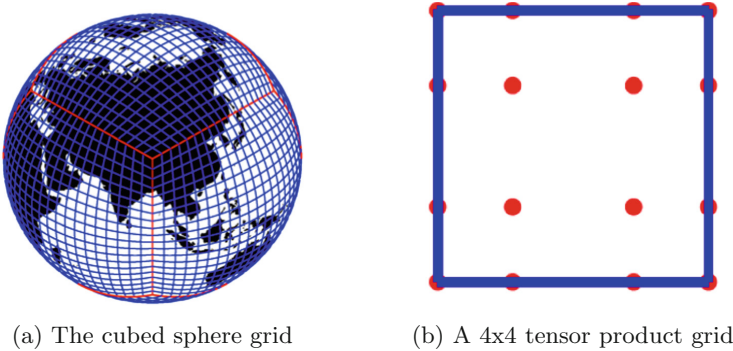 (a) The cubed sphere grid
(b) A 4x4 tensor product grid